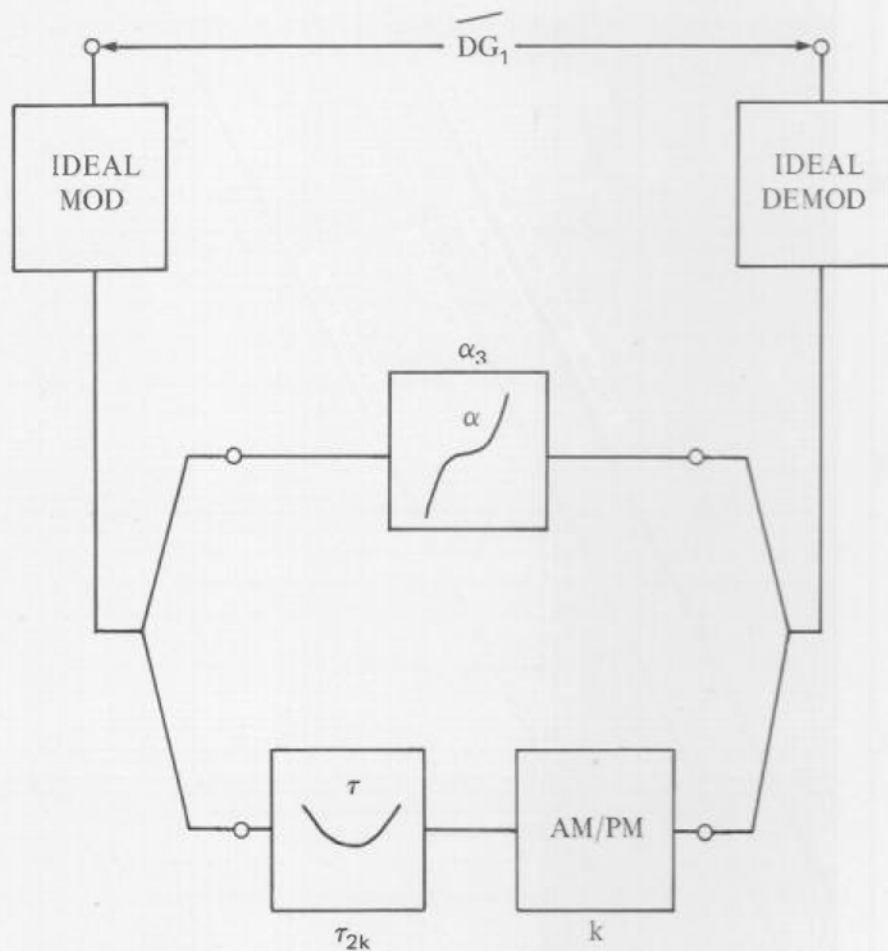 DG₁
IDEAL
MOD
IDEAL
DEMOD
α₃
α
τ
AM/PM
τ₂ₖ
k